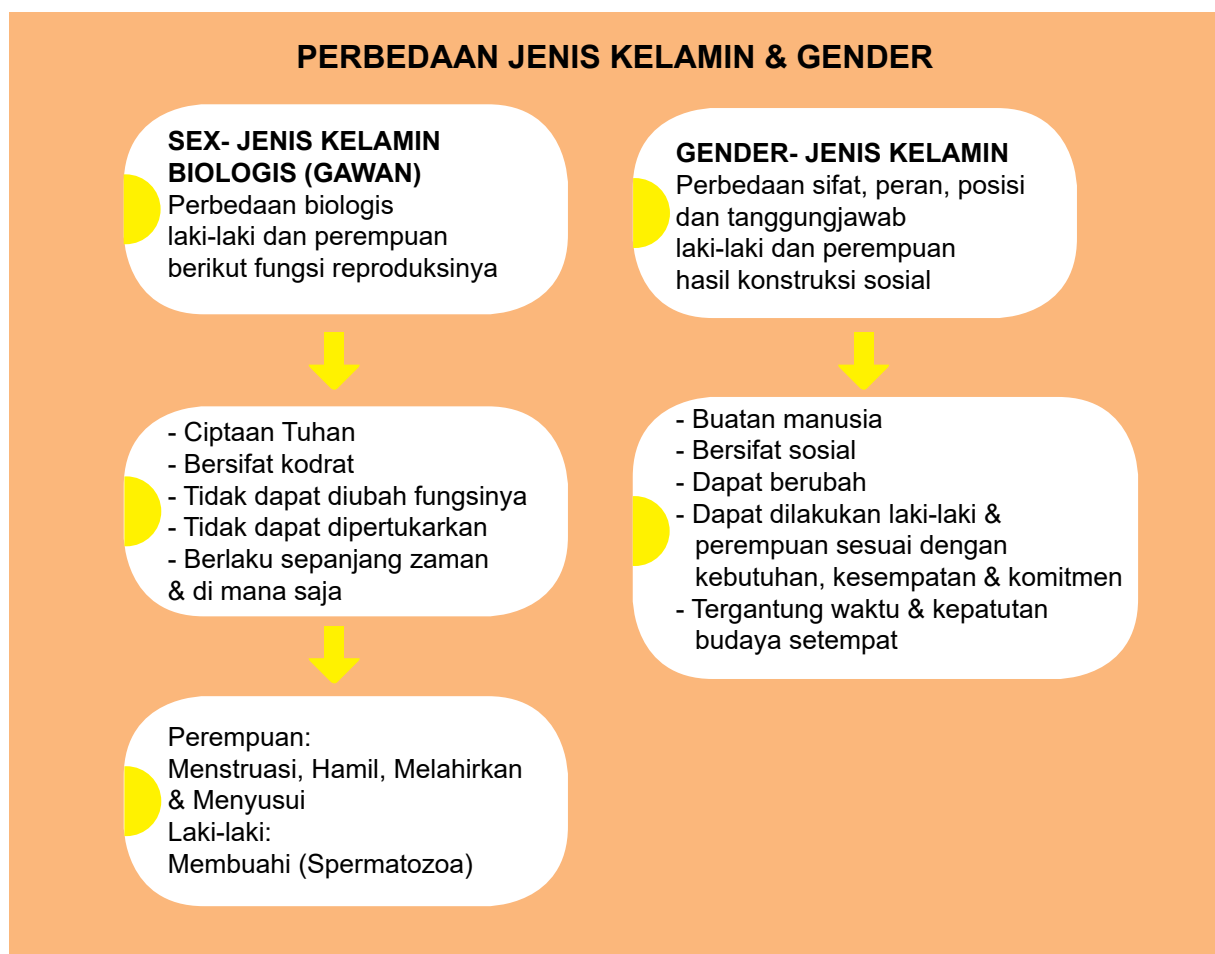 PERBEDAAN JENIS KELAMIN & GENDER
SEX- JENIS KELAMIN
BIOLOGIS (GAWAN)
Perbedaan biologis
laki-laki dan perempuan
berikut fungsi reproduksinya
- Ciptaan Tuhan
- Bersifat kodrat
- Tidak dapat diubah fungsinya
- Tidak dapat dipertukarkan
- Berlaku sepanjang zaman
& di mana saja
Perempuan:
Menstruasi, Hamil, Melahirkan
& Menyusui
Laki-laki:
Membuahi (Spermatozoa)
GENDER- JENIS KELAMIN
Perbedaan sifat, peran, posisi
dan tanggungjawab
laki-laki dan perempuan
hasil konstruksi sosial
- Buatan manusia
- Bersifat sosial
- Dapat berubah
- Dapat dilakukan laki-laki &
perempuan sesuai dengan
kebutuhan, kesempatan & komitmen
- Tergantung waktu & kepatutan
budaya setempat